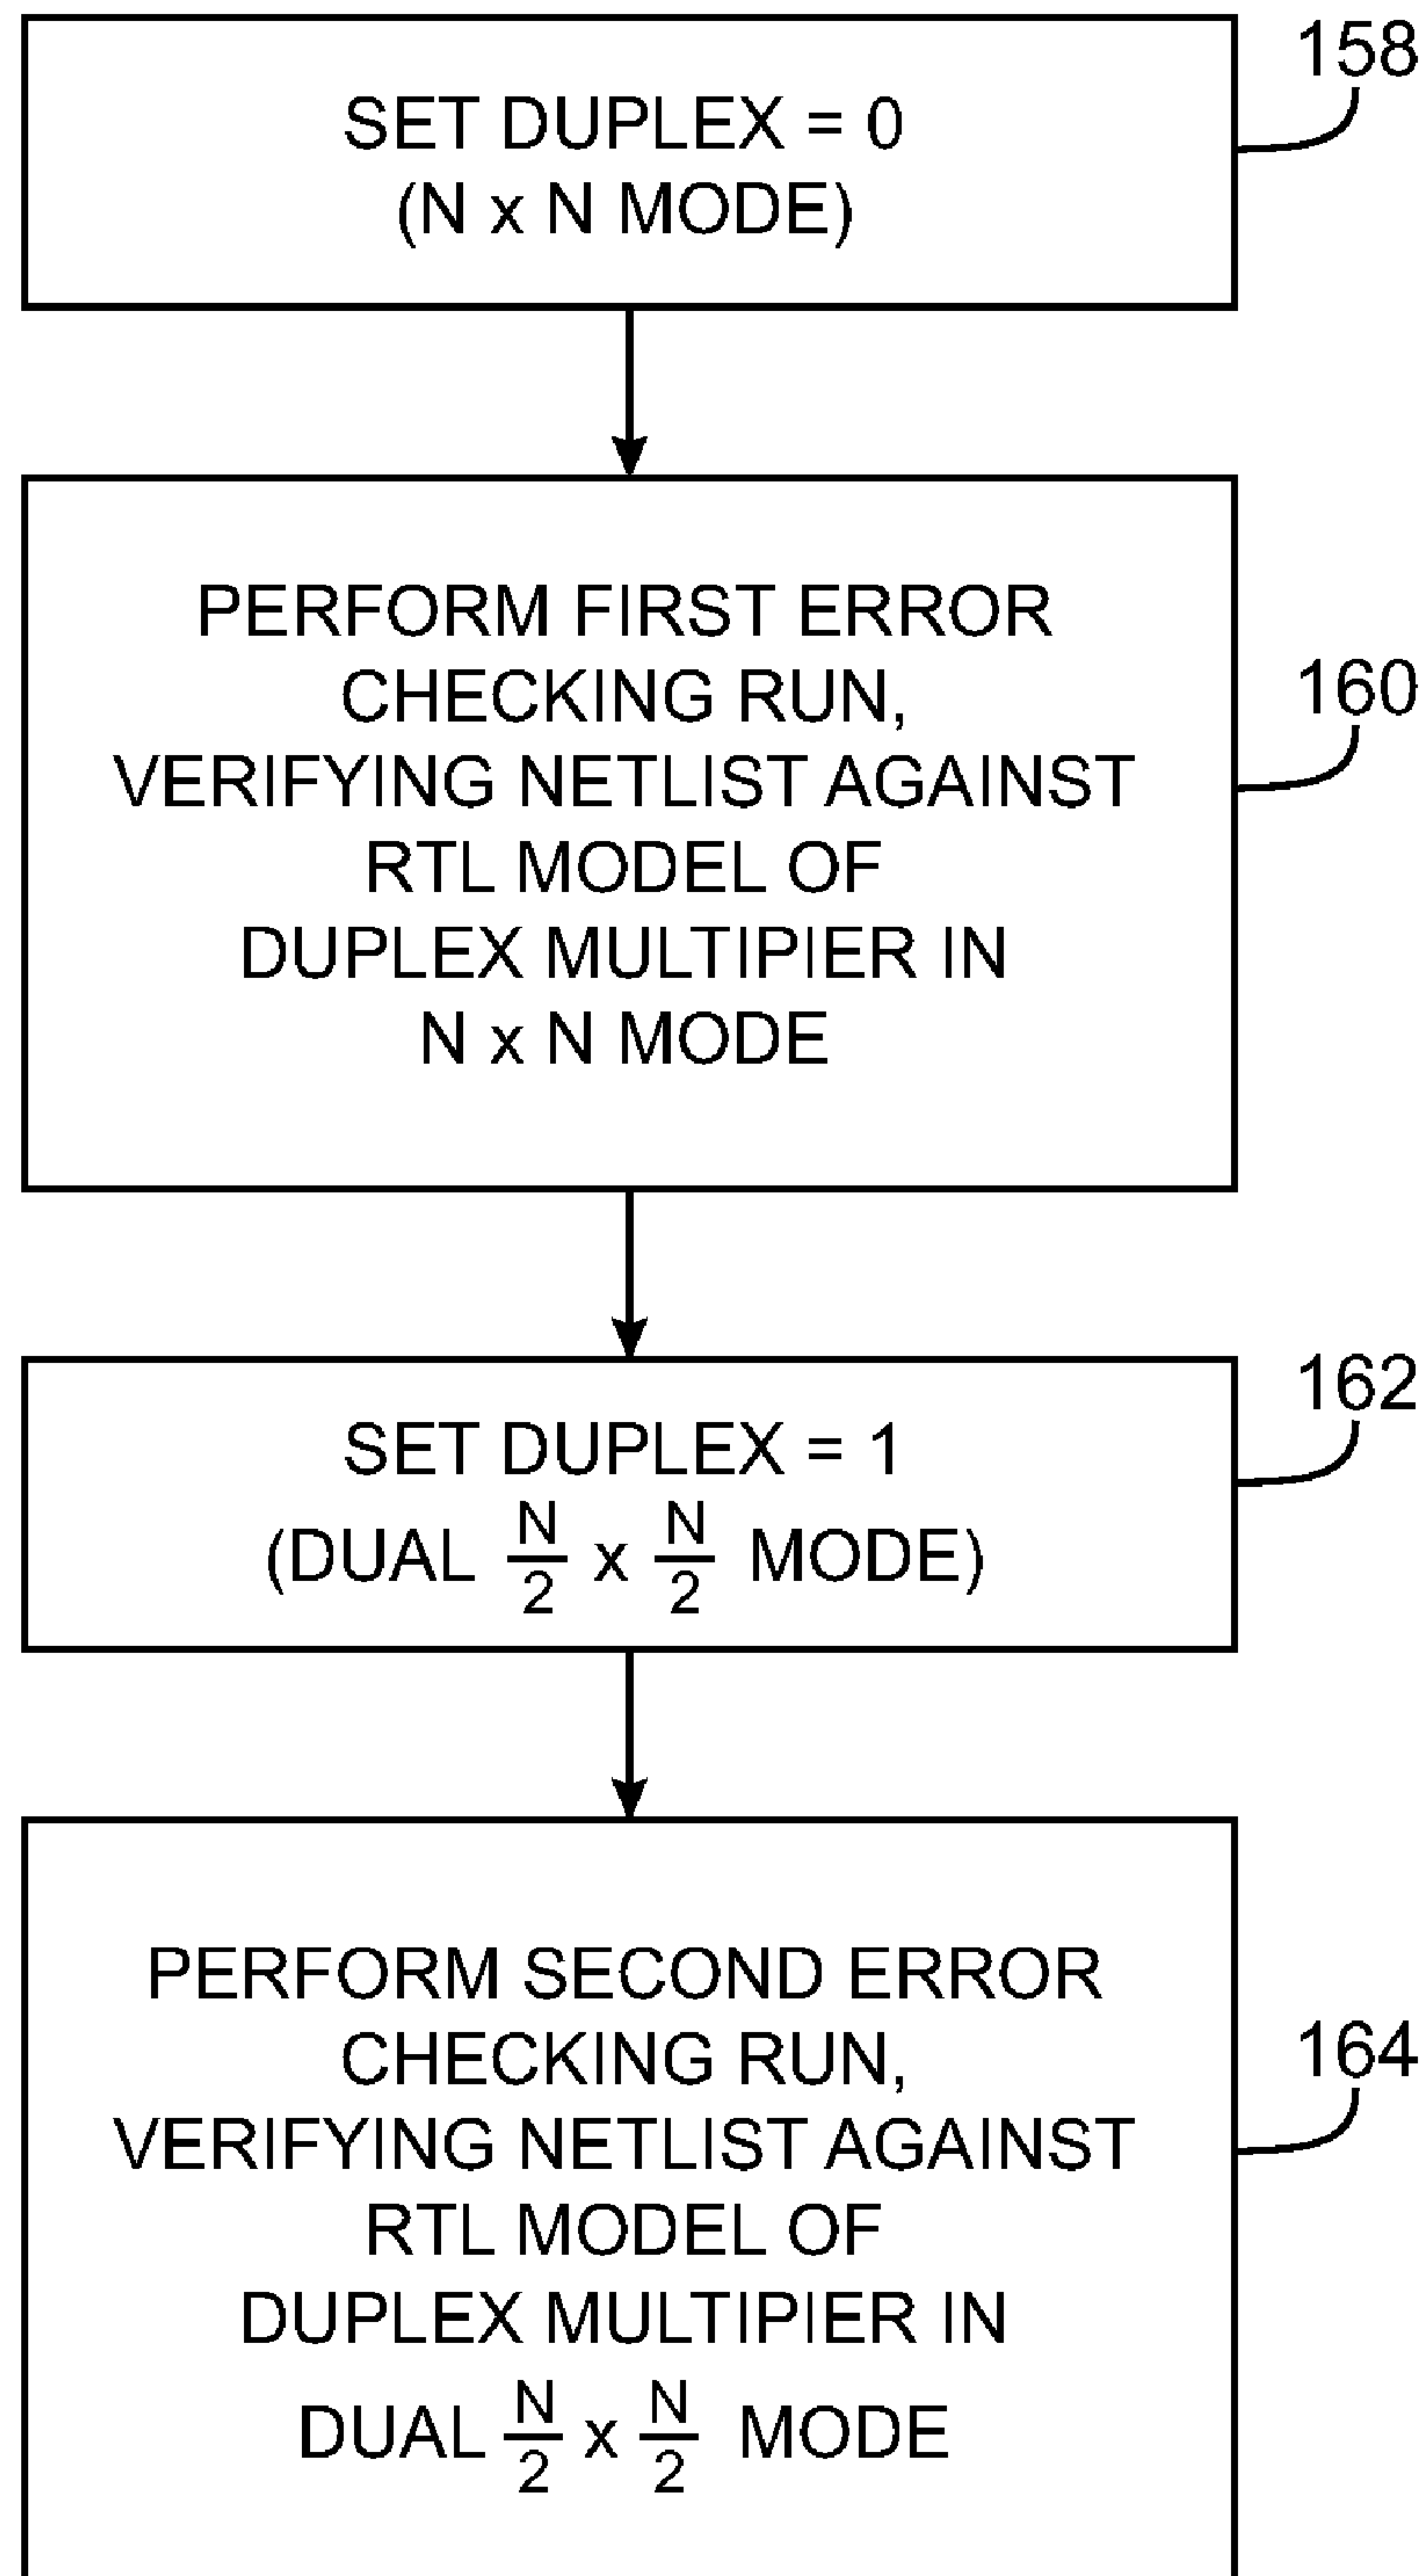 158
SET DUPLEX = 0
(N x N MODE)
PERFORM FIRST ERROR
CHECKING RUN,
160
VERIFYING NETLIST AGAINST
RTL MODEL OF
DUPLEX MULTIPIER IN
N x N MODE
162
SET DUPLEX = 1
(DUAL N/2 x N/2 MODE)
PERFORM SECOND ERROR
CHECKING RUN,
164
VERIFYING NETLIST AGAINST
RTL MODEL OF
DUPLEX MULTIPIER IN
DUAL N/2 x N/2 MODE